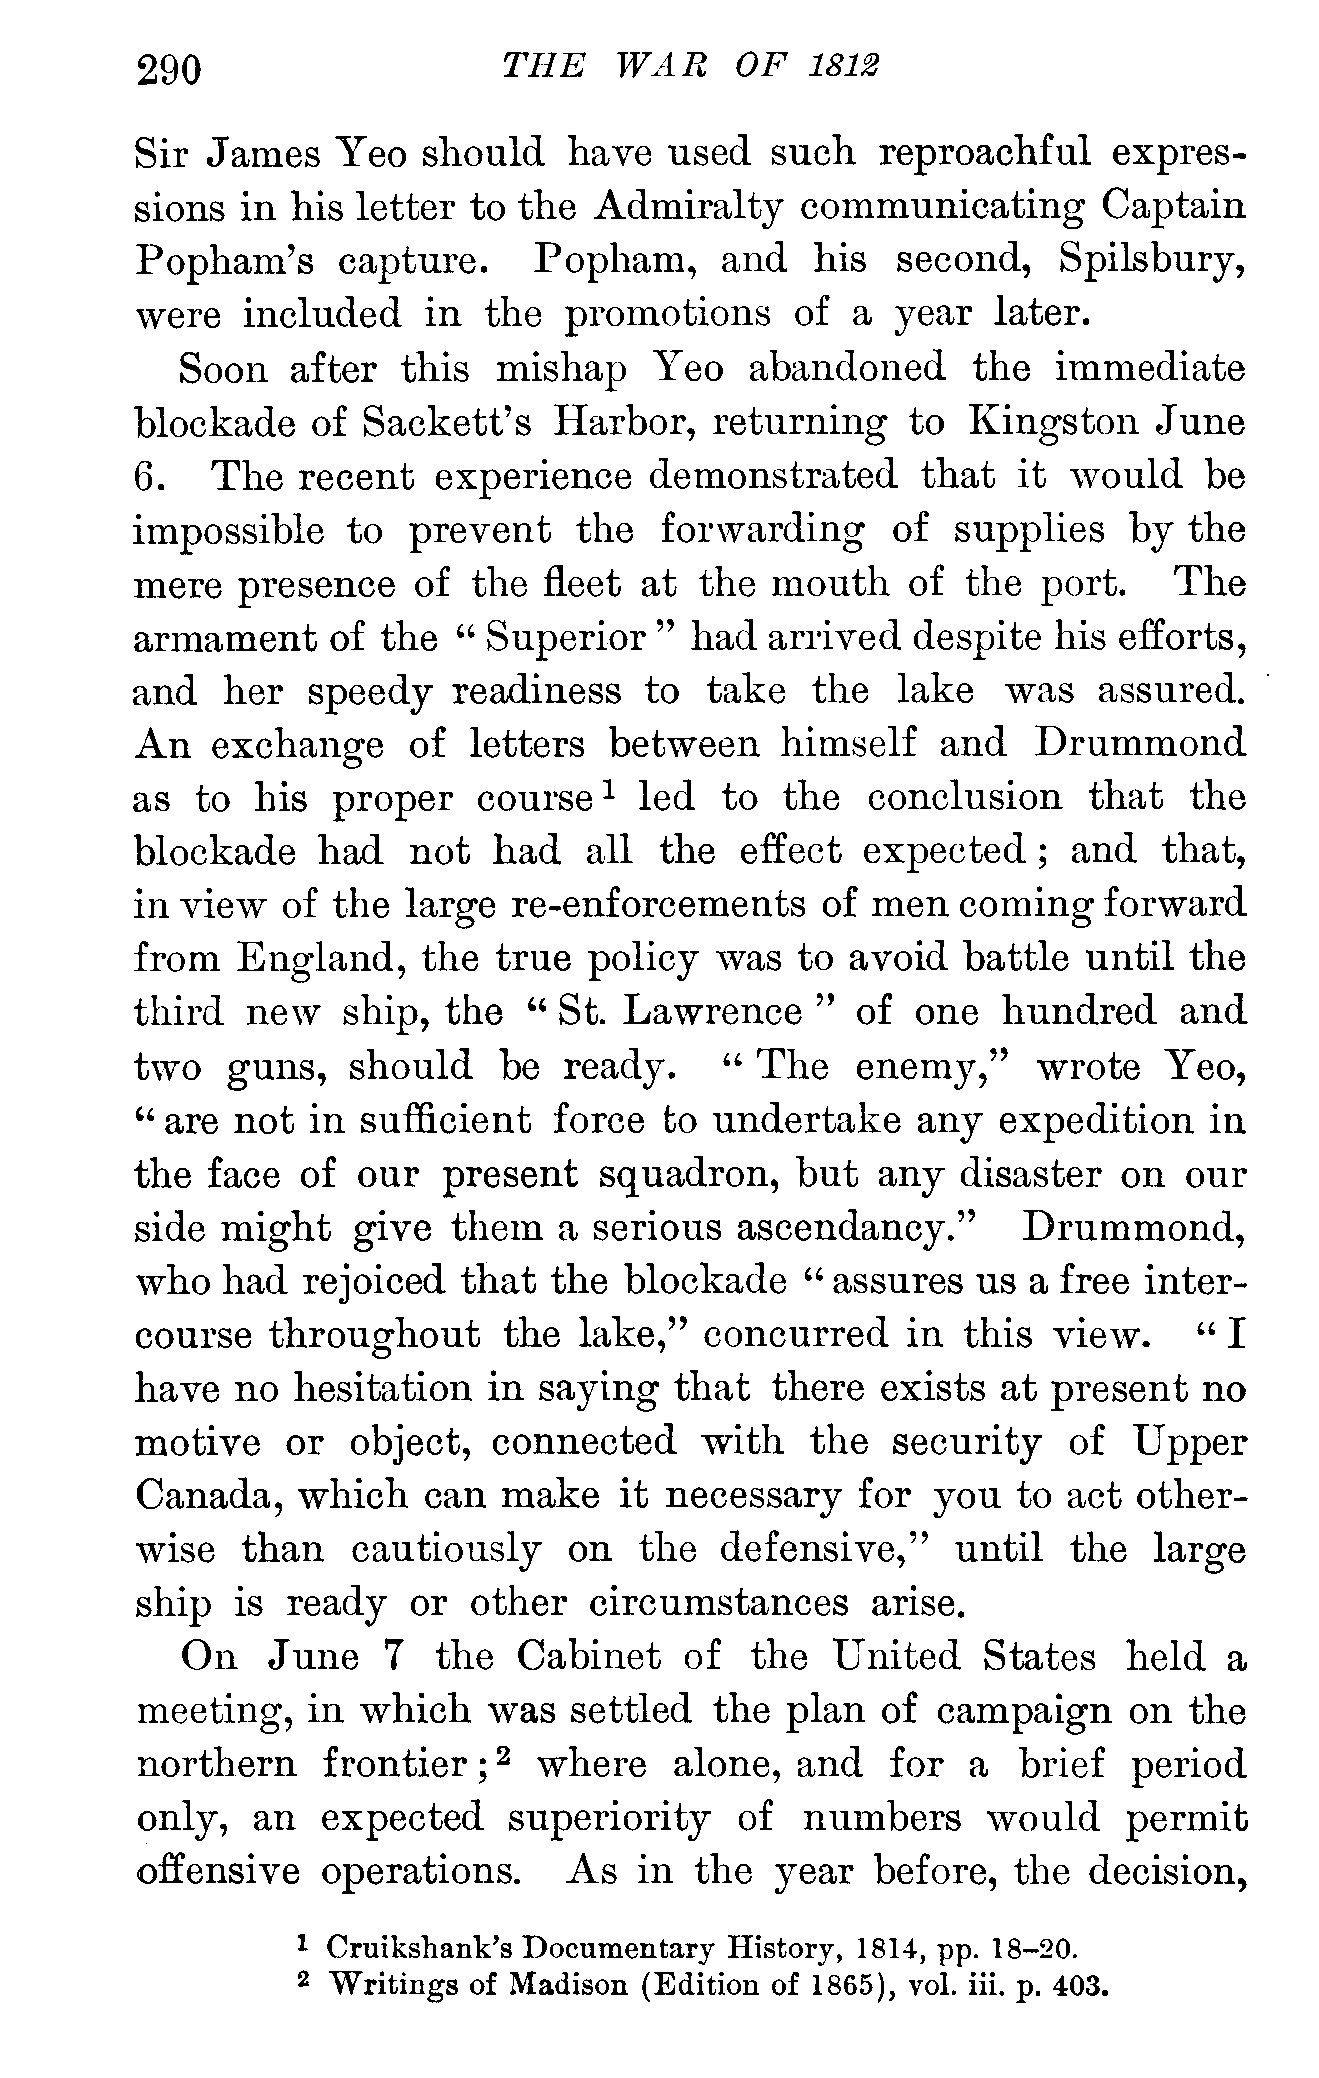 290 THE WAR OF 1812
Sir James Yeo should have used such reproachful expres-
sions in his letter to the Admiralty communicating Captain
Popham's capture. Popham, and his second, Spilsbury,
were included in the promotions of a year later.
Soon after this mishap Yeo abandoned the immediate
blockade of Sackett's Harbor, returning to Kingston June
6. The recent experience demonstrated that it would be
impossible to prevent the forwarding of supplies by the
mere presence of the fleet at the mouth of the port. The
armament of the “ Superior ” had arrived despite his efforts,
and her speedy readiness to take the lake was assured.
An exchange of letters between himself and Drummond
as to his proper course¹ led to the conclusion that the
blockade had not had all the effect expected ; and that,
in view of the large re-enforcements of men coming forward
from England, the true policy was to avoid battle until the
third new ship, the “ St. Lawrence ” of one hundred and
two guns, should be ready. “ The enemy,” wrote Yeo,
“ are not in sufficient force to undertake any expedition in
the face of our present squadron, but any disaster on our
side might give them a serious ascendancy.” Drummond,
who had rejoiced that the blockade “ assures us a free inter-
course throughout the lake,” concurred in this view. “ I
have no hesitation in saying that there exists at present no
motive or object, connected with the security of Upper
Canada, which can make it necessary for you to act other-
wise than cautiously on the defensive,” until the large
ship is ready or other circumstances arise.
On June 7 the Cabinet of the United States held a
meeting, in which was settled the plan of campaign on the
northern frontier ;² where alone, and for a brief period
only, an expected superiority of numbers would permit
offensive operations. As in the year before, the decision,
¹ Cruikshank's Documentary History, 1814, pp. 18–20.
² Writings of Madison (Edition of 1865), vol. iii. p. 403.